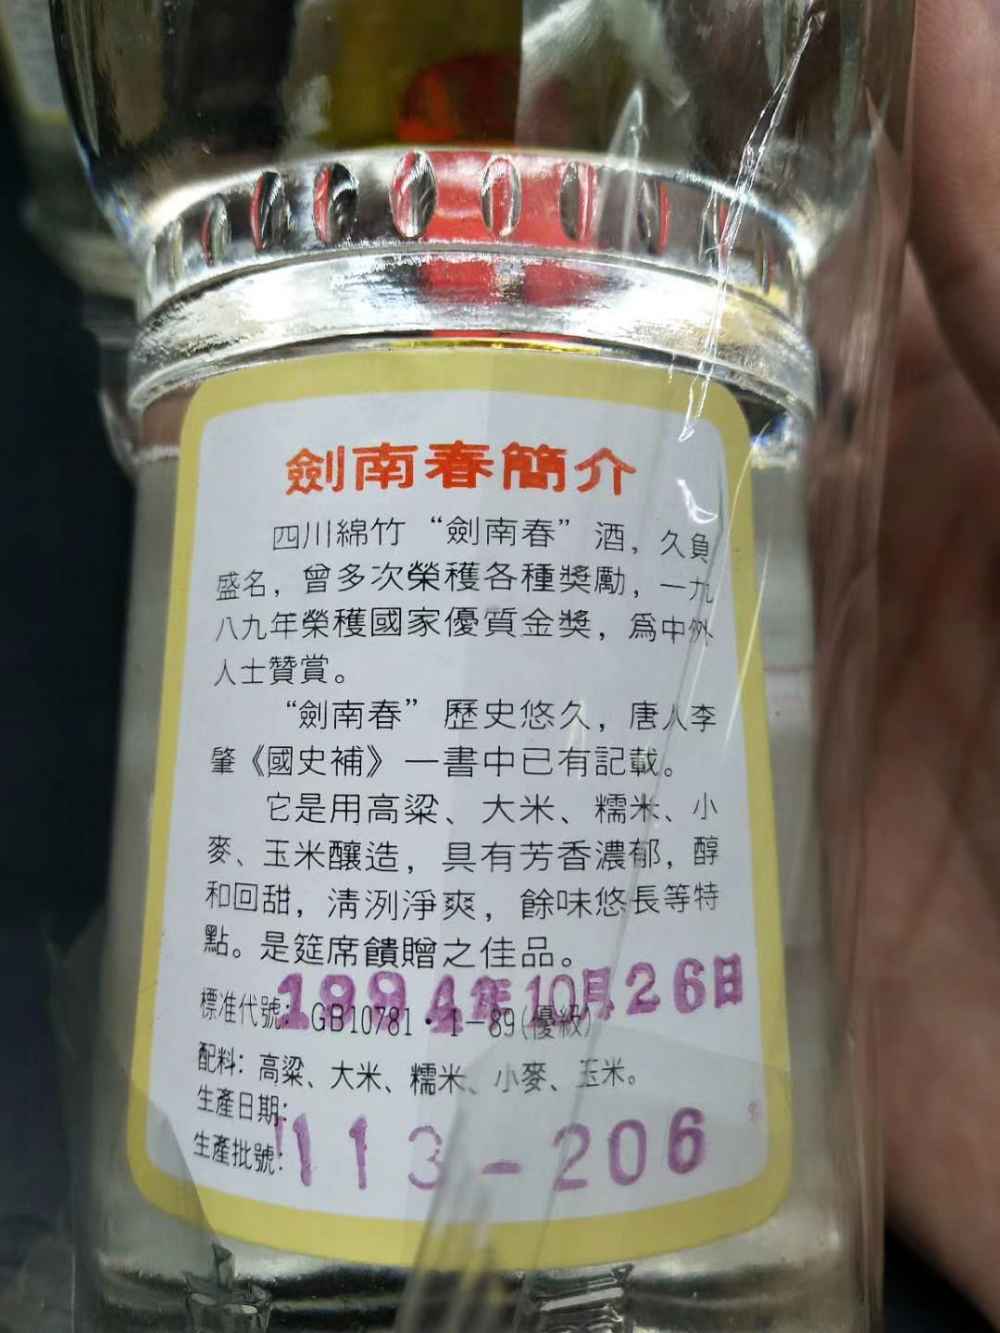 劍南春簡介
四川綿竹“劍南春”酒，久負
盛名，曾多次榮穫各種獎勵，一九
八九年榮穫國家優質金獎，爲中外
人士贊賞。
“劍南春”歷史悠久，唐人李
肇《國史補》一書中已有記載。
它是用高粱、大米、糯米、小
麥、玉米釀造，具有芳香濃郁，醇
和回甜，清洌淨爽，餘味悠長等特
點。是筵席饋贈之佳品。
1994年10月26日
標准代號：GB10781·1－89(優級)
配料：高粱、大米、糯米、小麥、玉米。
生産日期：
生産批號：113-206